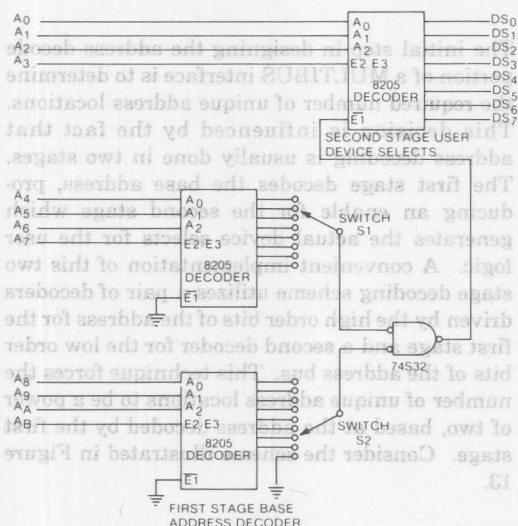 A0
A1
A2
A3
A0
A1
A2
E2 E3
8205
DECODER
E̅1̅
DS0
DS1
DS2
DS3
DS4
DS5
DS6
DS7
SECOND STAGE USER
DEVICE SELECTS
A4
A5
A6
A7
A0
A1
A2
E2 E3
8205
DECODER
E̅1̅
SWITCH
S1
74S32
A8
A9
AA
AB
A0
A1
A2
E2 E3
8205
DECODER
E̅1̅
SWITCH
S2
FIRST STAGE BASE
ADDRESS DECODER
The initial step in designing the address decode
portion of a MULTIBUS interface is to determine
the required number of unique address locations.
This decision is influenced by the fact that
address decoding is usually done in two stages.
The first stage decodes the base address, pro-
ducing an enable for the second stage which
generates the actual device selects for the user
logic. A convenient implementation of this two
stage decoding scheme utilizes a pair of decoders
driven by the high order bits of the address for the
first stage and a second decoder for the low order
bits of the address bus. This technique forces the
number of unique address locations to be a power
of two, based at the address decoded by the first
stage. Consider the scheme illustrated in Figure
13.